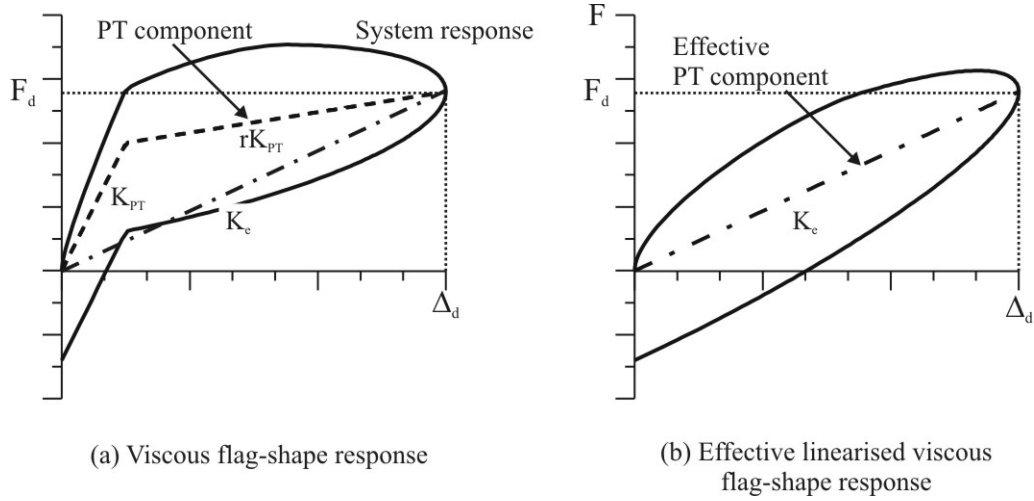 PT component
System response
F_d
rK_PT
K_PT
K_e
Δ_d
(a) Viscous flag-shape response
F
Effective
PT component
K_e
Δ_d
(b) Effective linearised viscous
flag-shape response